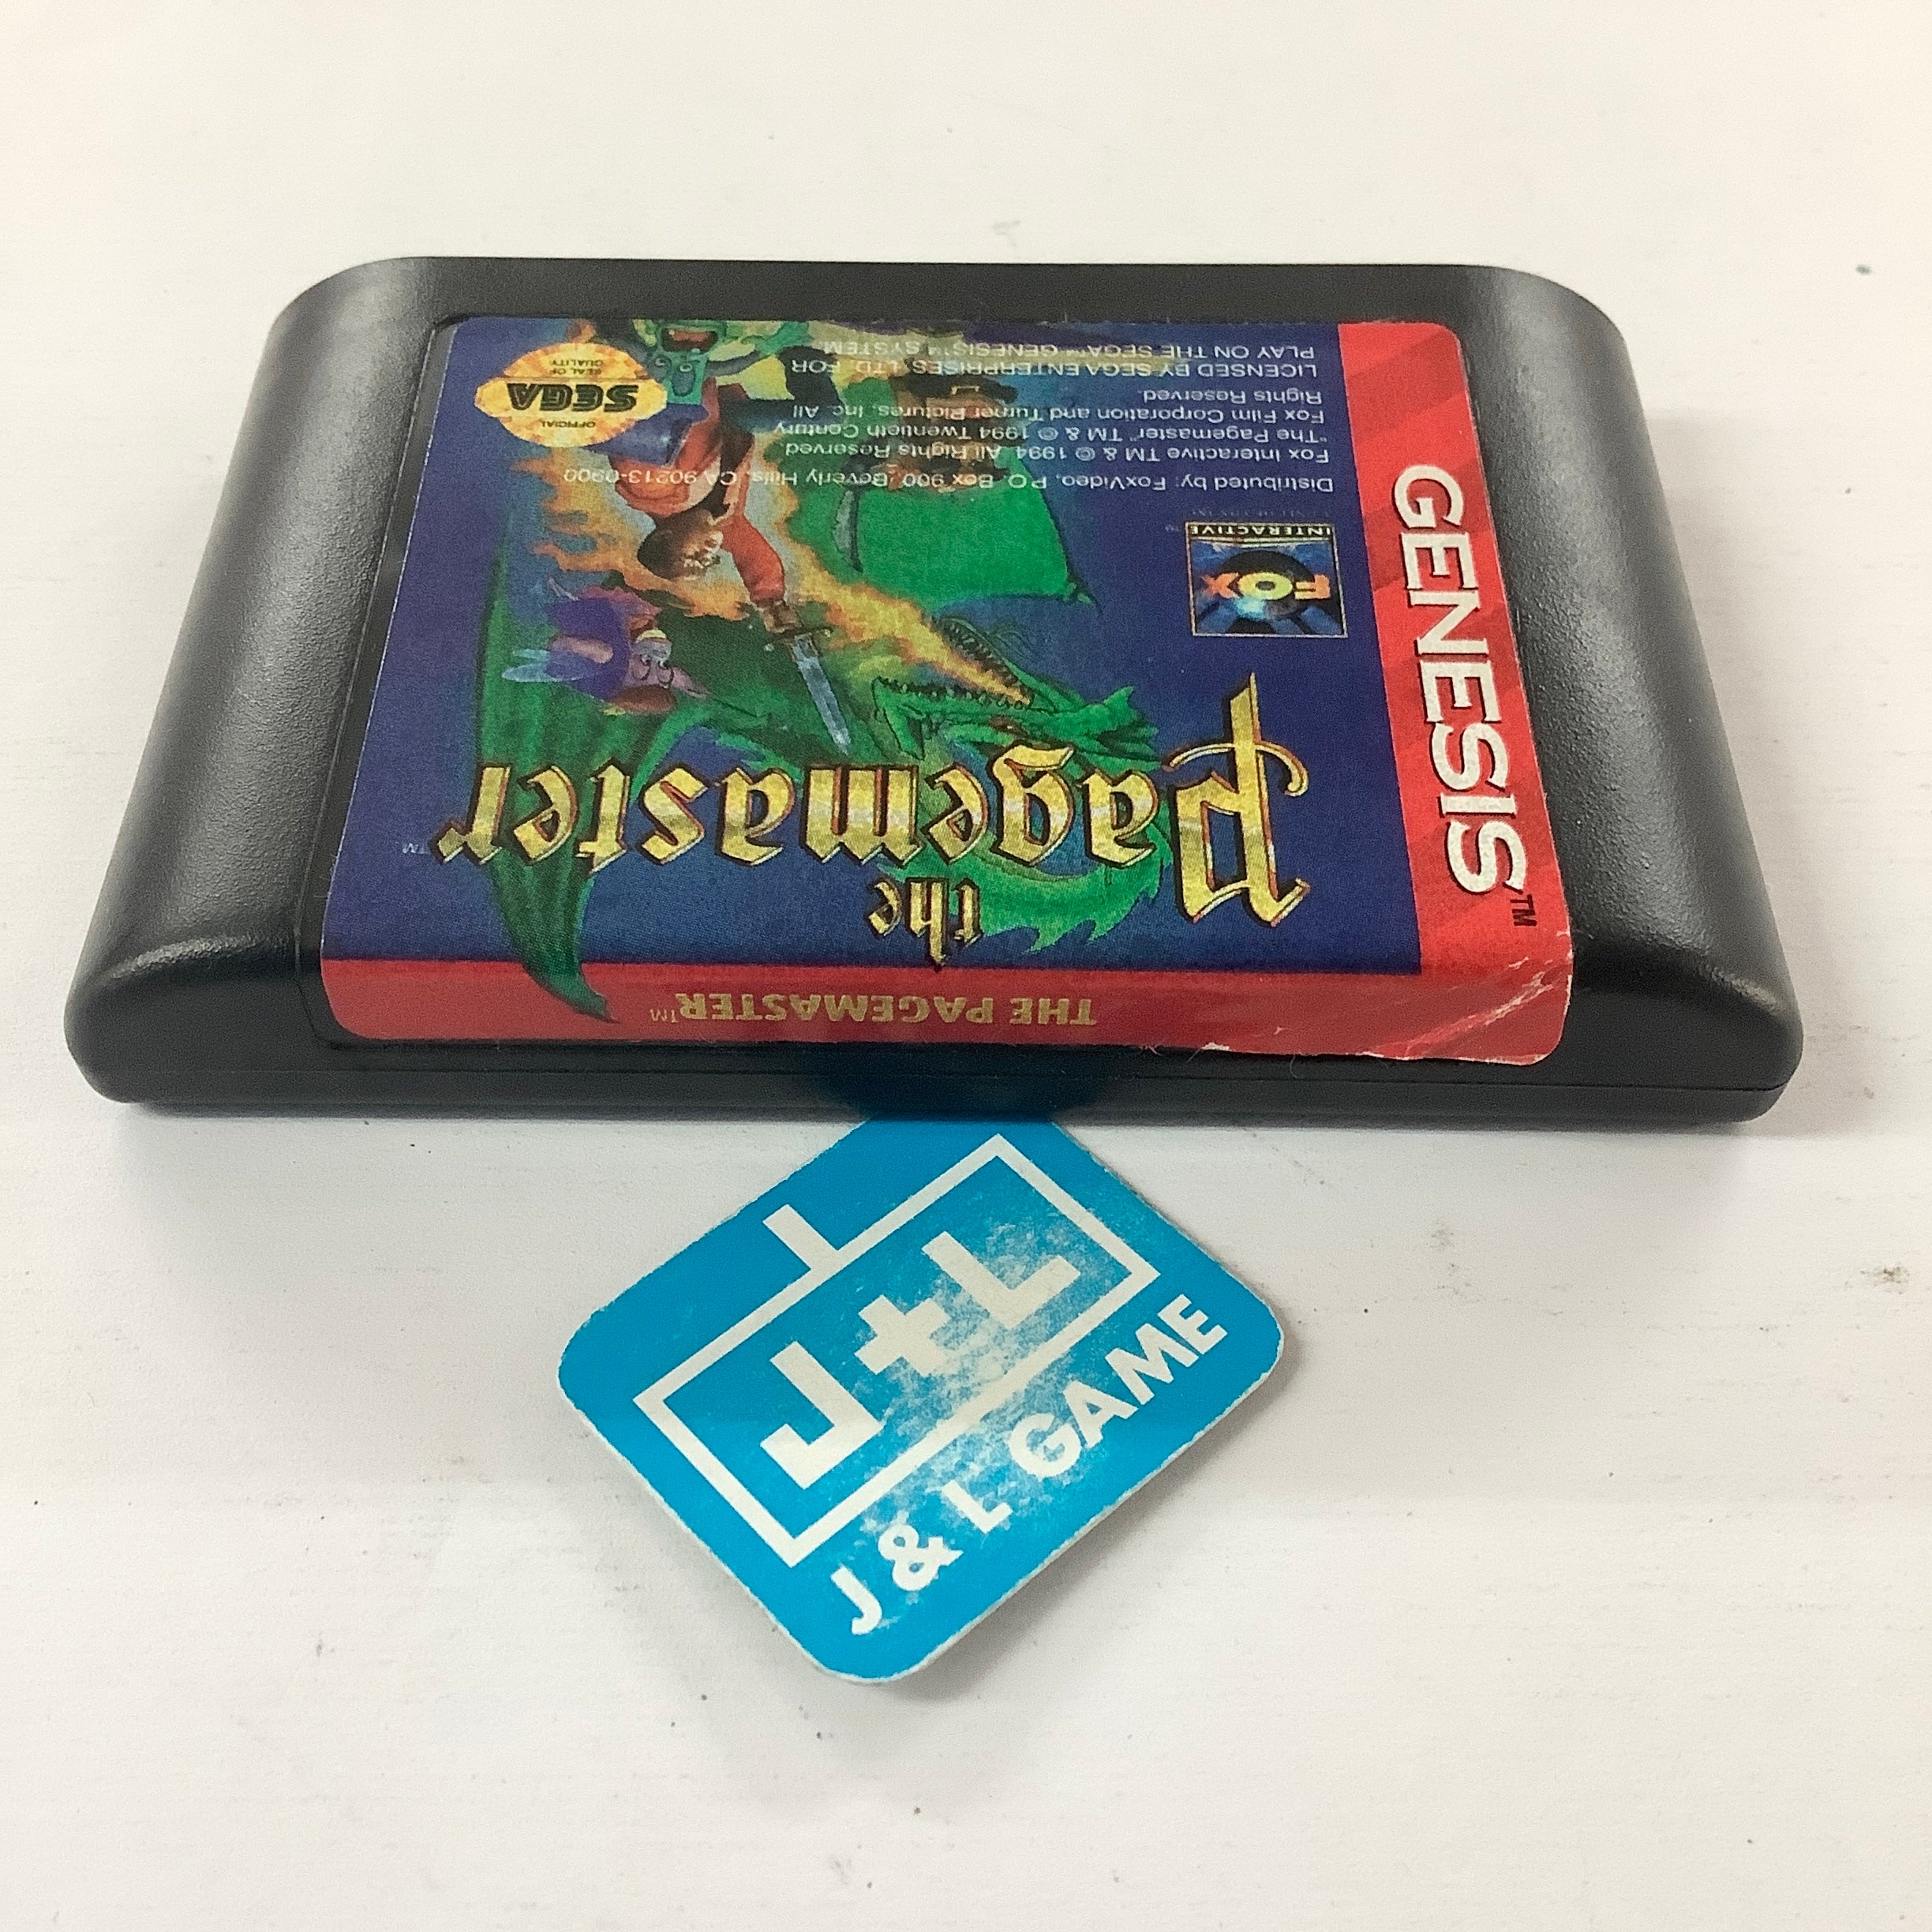 THE PAGEMASTER™
the
Pagemaster™
GENESIS™
FOX
INTERACTIVE™
Distributed by: FoxVideo, P.O. Box 900, Beverly Hills, CA 90213-0900
Fox Interactive TM & © 1994. All Rights Reserved
"The Pagemaster" TM & © 1994 Twentieth Century
Fox Film Corporation and Turner Pictures, Inc. All
Rights Reserved.
LICENSED BY SEGA ENTERPRISES, LTD. FOR
PLAY ON THE SEGA™ GENESIS™ SYSTEM.
OFFICIAL
SEGA
SEAL OF
QUALITY
J+L
J & L GAME